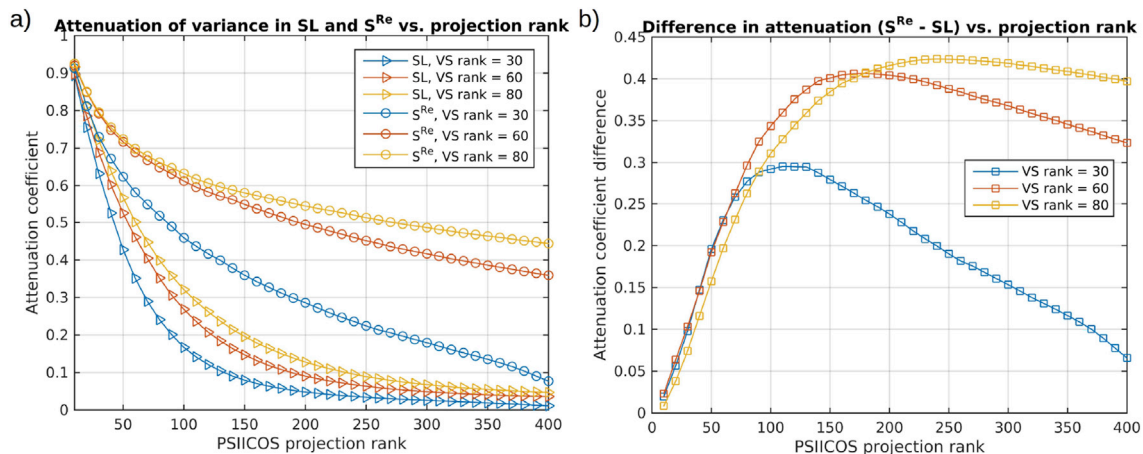 a)
Attenuation of variance in SL and S^Re vs. projection rank
1
0.9
0.8
0.7
0.6
0.5
0.4
0.3
0.2
0.1
0
Attenuation coefficient
SL, VS rank = 30
SL, VS rank = 60
SL, VS rank = 80
S^Re, VS rank = 30
S^Re, VS rank = 60
S^Re, VS rank = 80
50 100 150 200 250 300 350 400
PSIICOS projection rank
b)
Difference in attenuation (S^Re - SL) vs. projection rank
0.45
0.4
0.35
0.3
0.25
0.2
0.15
0.1
0.05
0
Attenuation coefficient difference
VS rank = 30
VS rank = 60
VS rank = 80
0 50 100 150 200 250 300 350 400
PSIICOS projection rank